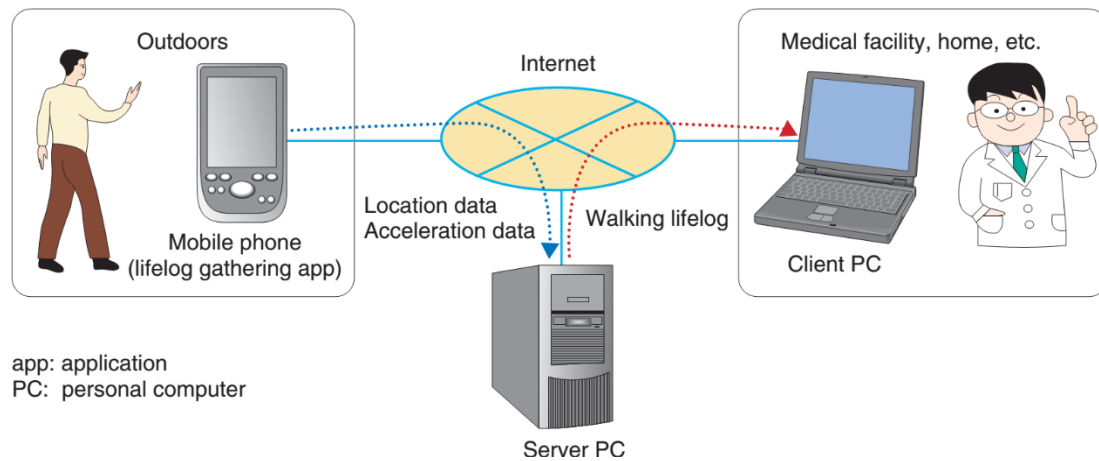 Outdoors
Mobile phone
(lifelog gathering app)
Internet
Location data
Acceleration data
Walking lifelog
Server PC
Medical facility, home, etc.
Client PC
app: application
PC: personal computer